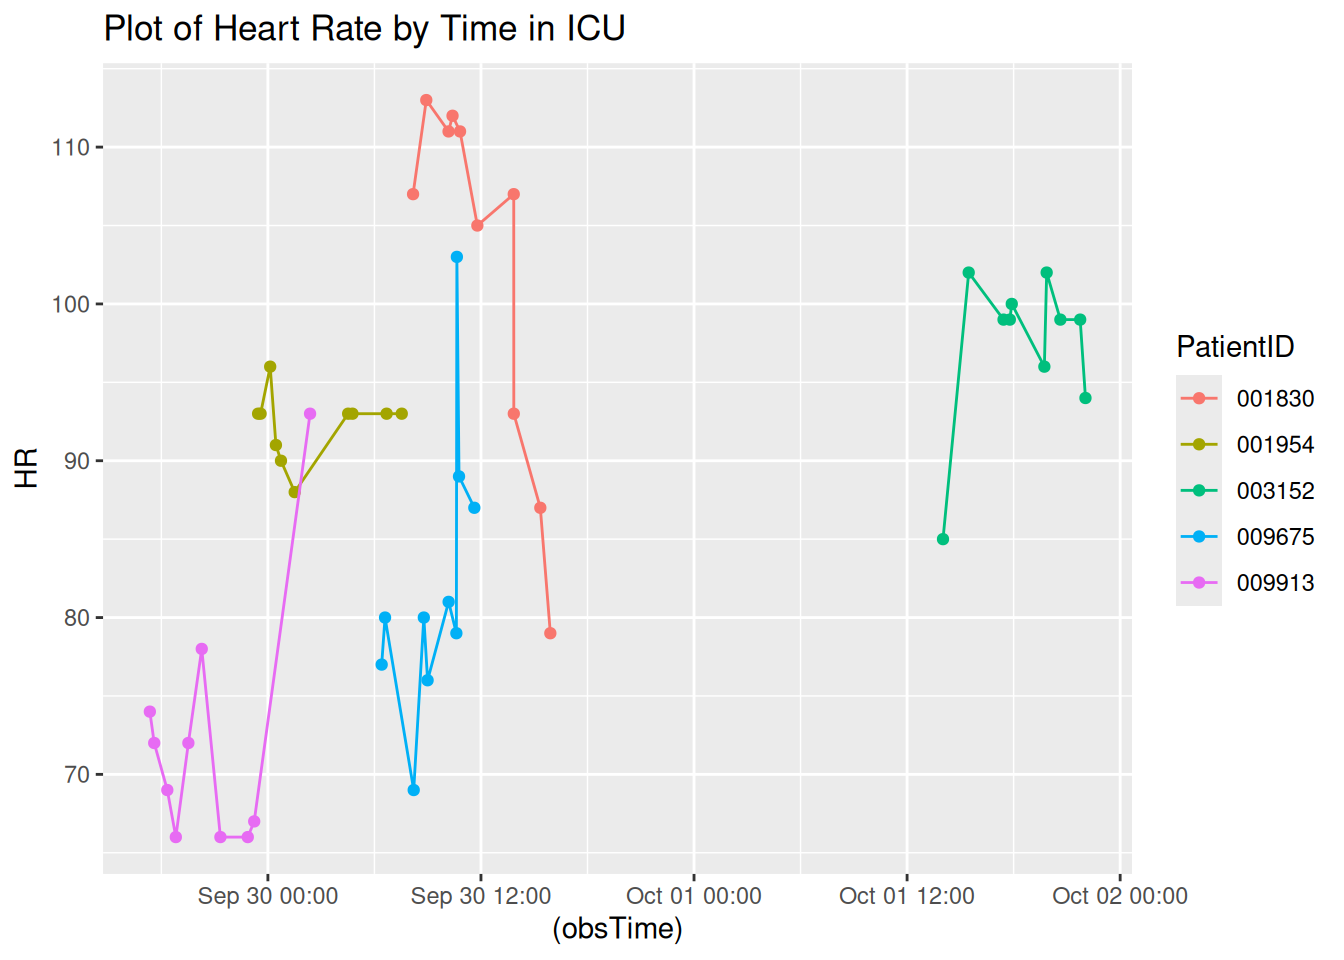 Plot of Heart Rate by Time in ICU
110
100
90
80
70
HR
Sep 30 00:00
Sep 30 12:00
Oct 01 00:00
Oct 01 12:00
Oct 02 00:00
(obsTime)
PatientID
001830
001954
003152
009675
009913